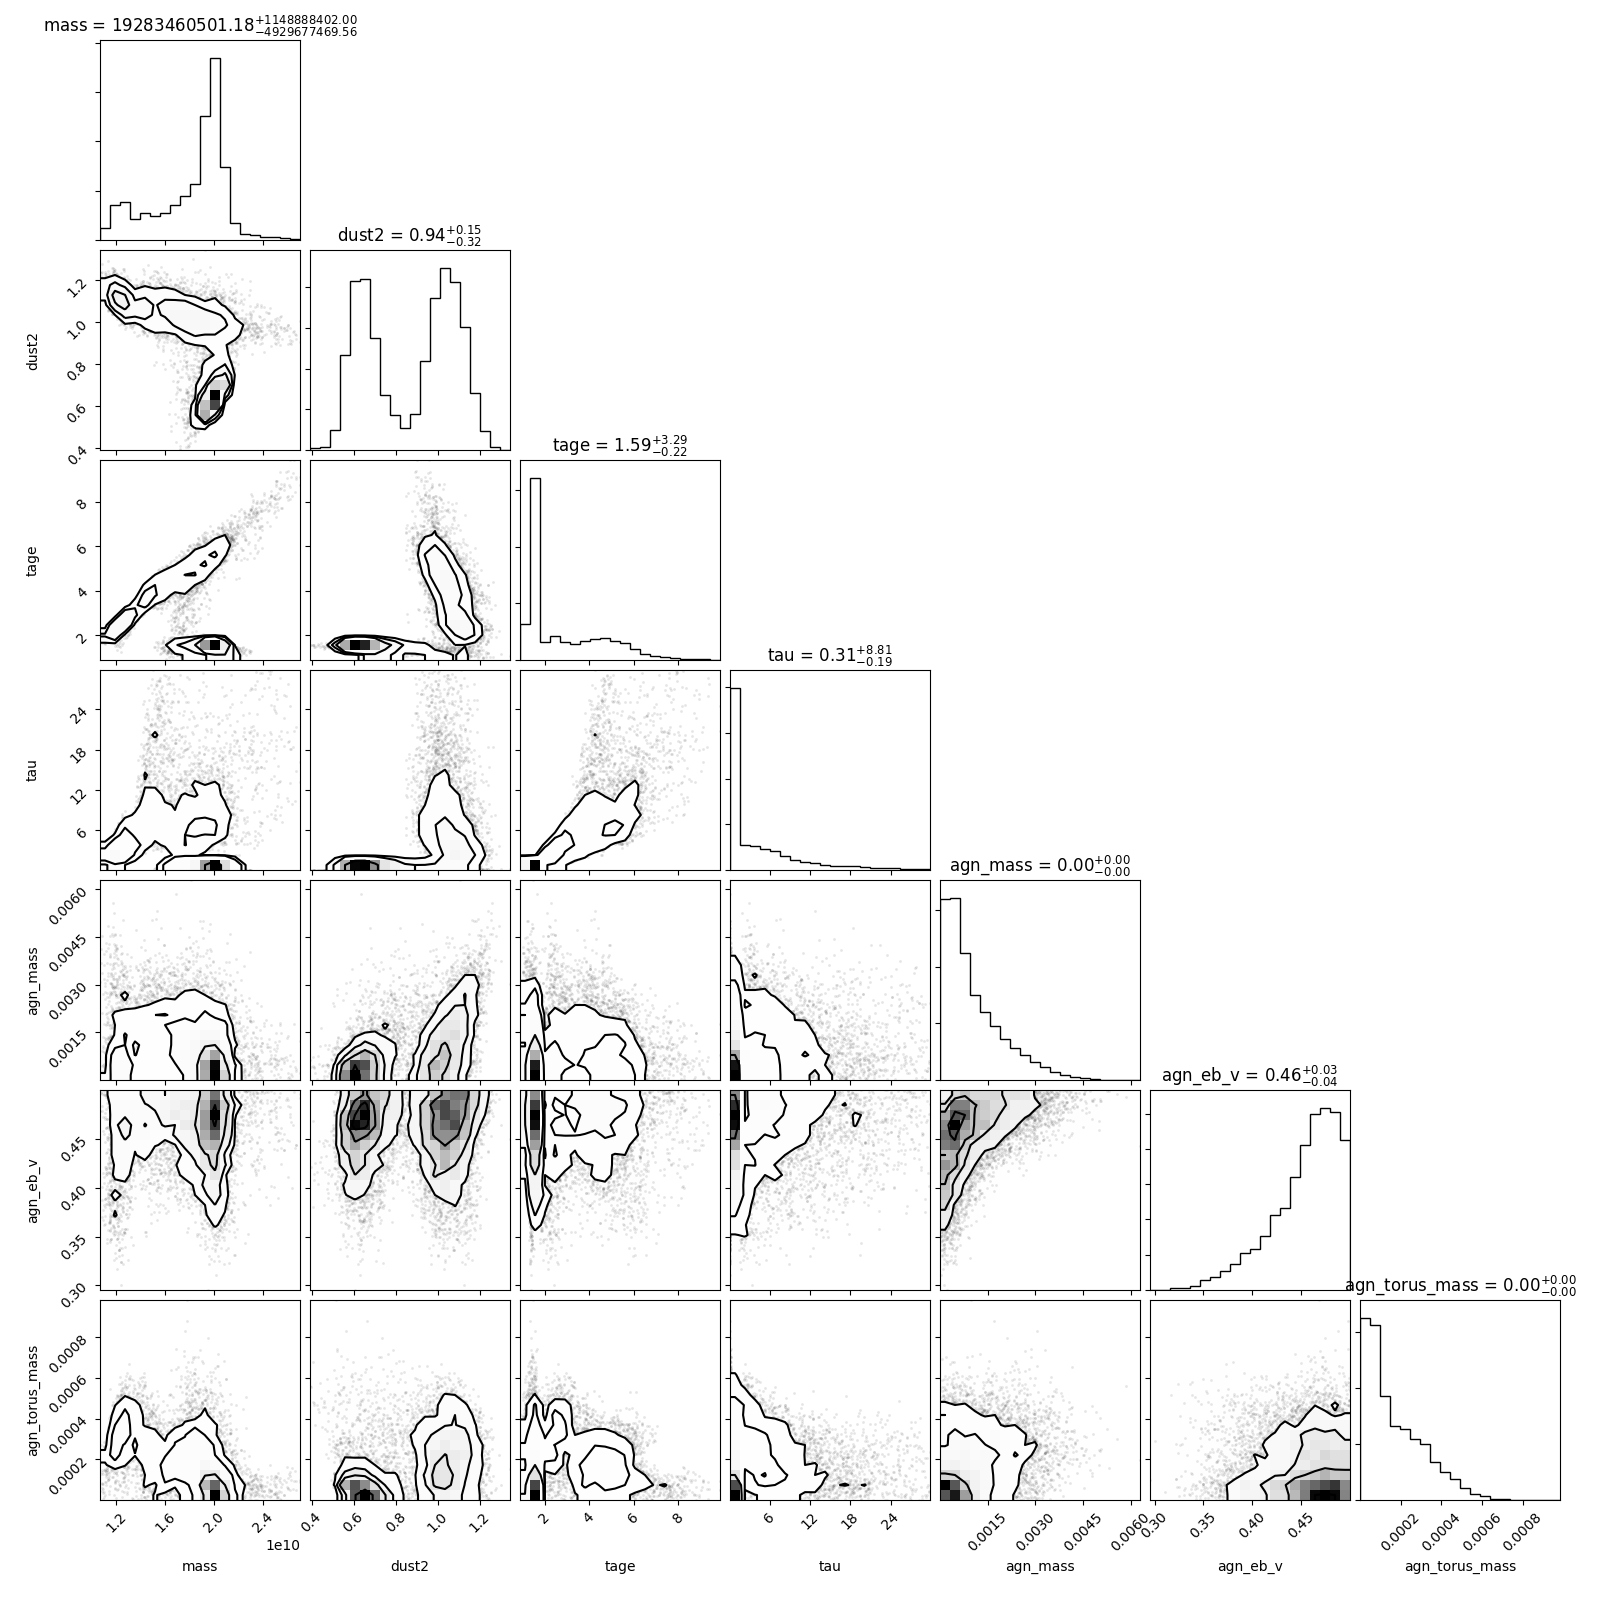 mass = 19283460501.18+1148888402.00 −4929677469.56
dust2 = 0.94+0.15 −0.32
dust2
1.2
1.0
0.8
0.6
0.4
tage = 1.59+3.29 −0.22
tage
8
6
4
2
tau = 0.31+8.81 −0.19
tau
24
18
12
6
agn_mass = 0.00+0.00 −0.00
agn_mass
0.0060
0.0045
0.0030
0.0015
agn_eb_v = 0.46+0.03 −0.04
agn_eb_v
0.45
0.40
0.35
0.30
agn_torus_mass = 0.00+0.00 −0.00
agn_torus_mass
0.0008
0.0006
0.0004
0.0002
1.2 1.6 2.0 2.4 0.4 0.6 0.8 1.0 1.2 2 4 6 8 6 12 18 24 0.0015 0.0030 0.0045 0.0060 0.30 0.35 0.40 0.45 0.0002 0.0004 0.0006 0.0008
1e10
mass dust2 tage tau agn_mass agn_eb_v agn_torus_mass